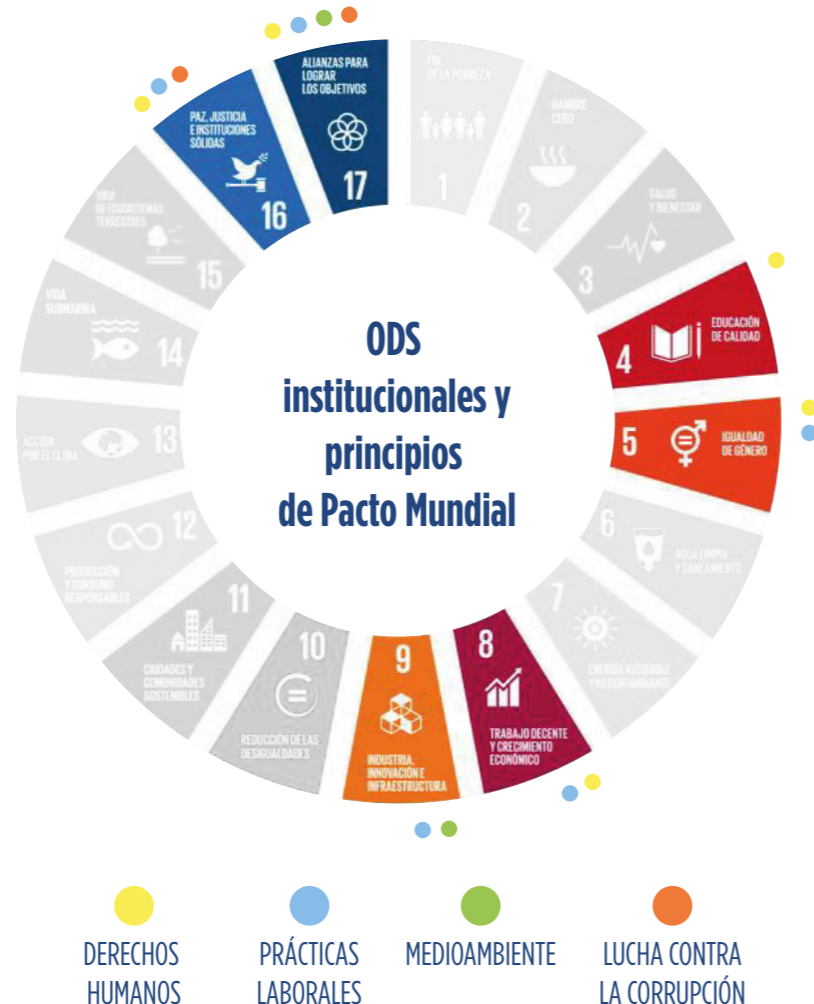 ALIANZAS PARA
LOGRAR
LOS OBJETIVOS
17
FIN
DE LA POBREZA
1
HAMBRE
CERO
2
SALUD
Y BIENESTAR
3
EDUCACIÓN
DE CALIDAD
4
IGUALDAD
DE GÉNERO
5
AGUA LIMPIA
Y SANEAMIENTO
6
ENERGÍA ASEQUIBLE
Y NO CONTAMINANTE
7
TRABAJO DECENTE
Y CRECIMIENTO
ECONÓMICO
8
INDUSTRIA,
INNOVACIÓN E
INFRAESTRUCTURA
9
REDUCCIÓN DE LAS
DESIGUALDADES
10
CIUDADES Y
COMUNIDADES
SOSTENIBLES
11
PRODUCCIÓN
Y CONSUMO
RESPONSABLES
12
ACCIÓN
POR EL CLIMA
13
VIDA
SUBMARINA
14
VIDA
DE ECOSISTEMAS
TERRESTRES
15
PAZ, JUSTICIA
E INSTITUCIONES
SÓLIDAS
16
ODS
institucionales y
principios
de Pacto Mundial
DERECHOS
HUMANOS
PRÁCTICAS
LABORALES
MEDIOAMBIENTE
LUCHA CONTRA
LA CORRUPCIÓN